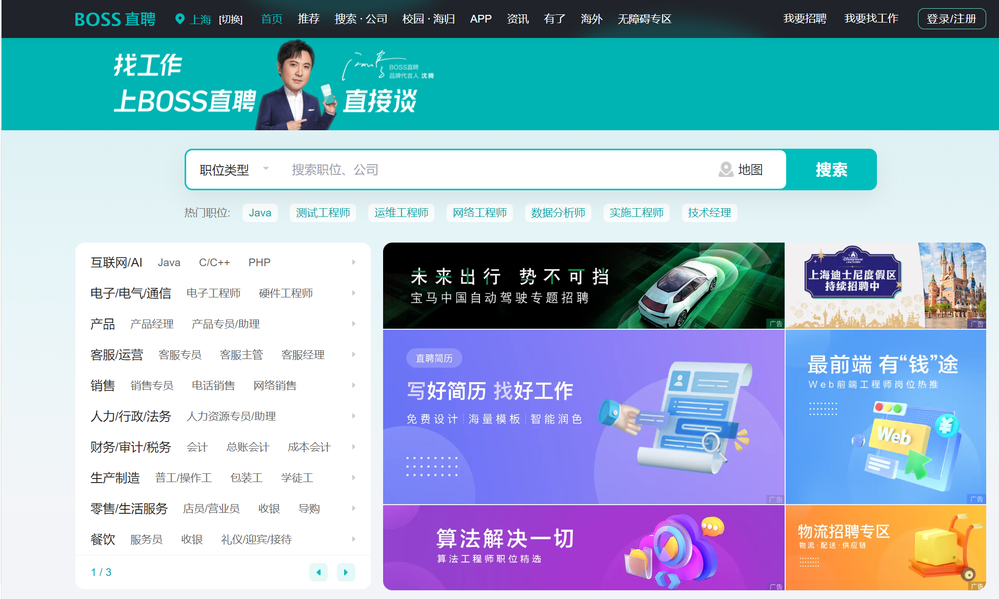 BOSS 直聘 上海 [切换] 首页 推荐 搜索 · 公司 校园 · 海归 APP 资讯 有了 海外 无障碍专区 我要招聘 我要找工作 登录/注册
找工作
上BOSS直聘
BOSS直聘
品牌代言人 沈腾
直接谈
职位类型 搜索职位、公司 地图 搜索
热门职位: Java 测试工程师 运维工程师 网络工程师 数据分析师 实施工程师 技术经理
互联网/AI Java C/C++ PHP
电子/电气/通信 电子工程师 硬件工程师
产品 产品经理 产品专员/助理
客服/运营 客服专员 客服主管 客服经理
销售 销售专员 电话销售 网络销售
人力/行政/法务 人力资源专员/助理
财务/审计/税务 会计 总账会计 成本会计
生产制造 普工/操作工 包装工 学徒工
零售/生活服务 店员/营业员 收银 导购
餐饮 服务员 收银 礼仪/迎宾/接待
1 / 3
未来出行 势不可挡
宝马中国自动驾驶专题招聘
广告
上海迪士尼度假区
持续招聘中
广告
直聘简历
写好简历 找好工作
免费设计 海量模板 智能润色
广告
最前端 有“钱”途
Web前端工程师岗位热推
Web
广告
算法解决一切
算法工程师职位精选
广告
物流招聘专区
物流·配送·供应链
广告